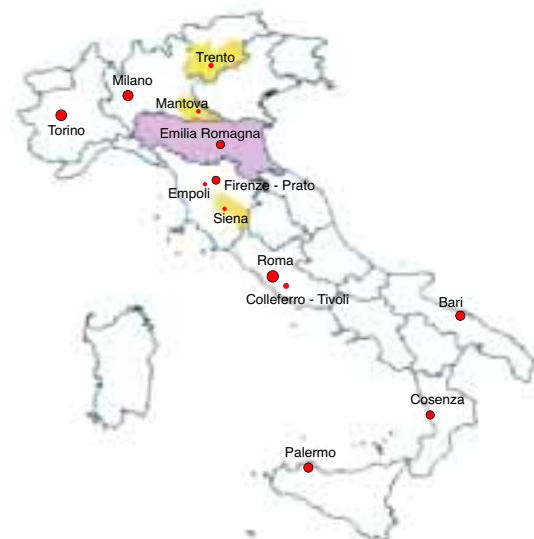 Trento
Milano
Mantova
Torino
Emilia Romagna
Firenze - Prato
Empoli
Siena
Roma
Colleferro - Tivoli
Bari
Cosenza
Palermo